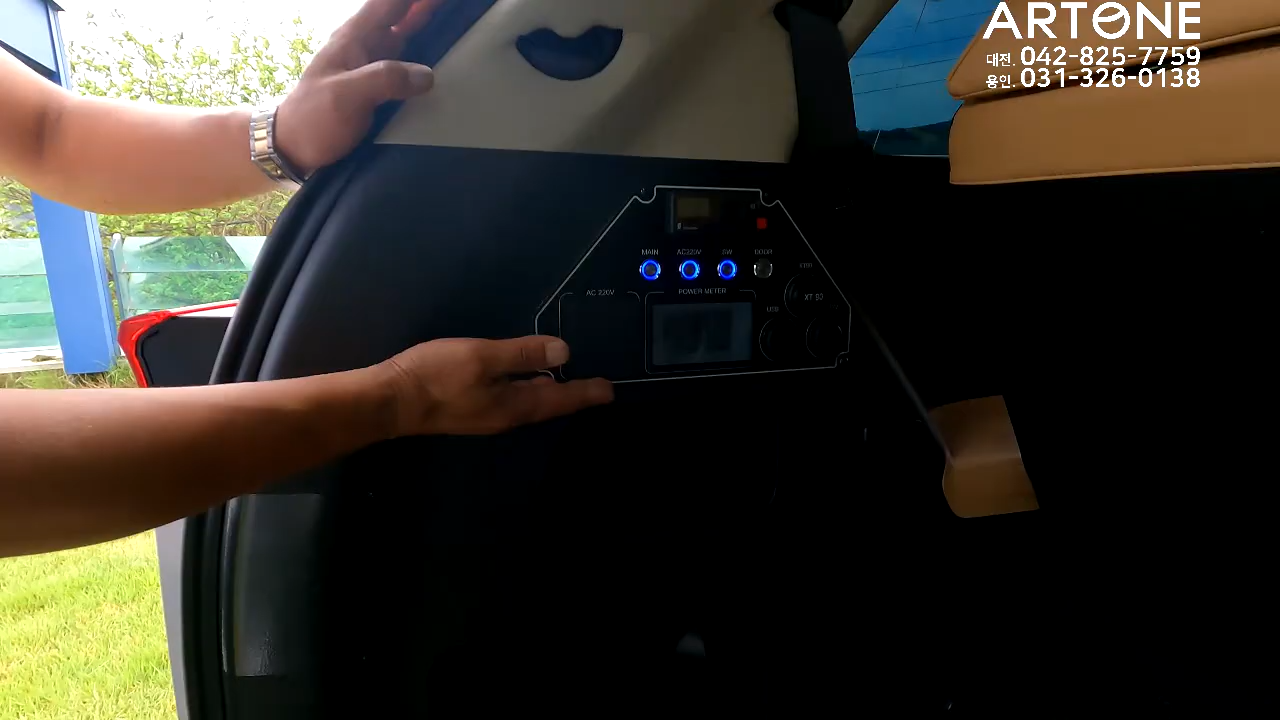 ARTONE
대전. 042-825-7759
용인. 031-326-0138
MAIN
AC220V
SW
DOOR
AC 220V
POWER METER
USB
XT 90